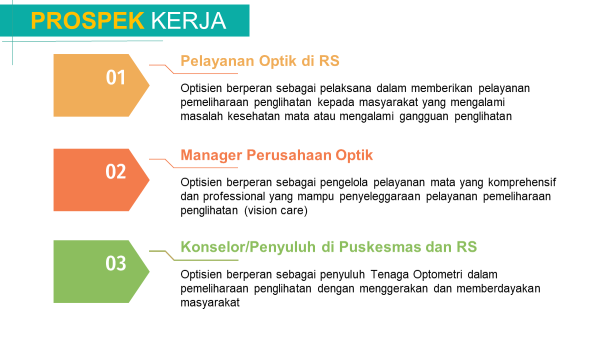 PROSPEK KERJA
01
Pelayanan Optik di RS
Optisien berperan sebagai pelaksana dalam memberikan pelayanan
pemeliharaan penglihatan kepada masyarakat yang mengalami
masalah kesehatan mata atau mengalami gangguan penglihatan
02
Manager Perusahaan Optik
Optisien berperan sebagai pengelola pelayanan mata yang komprehensif
dan professional yang mampu penyeleggaraan pelayanan pemeliharaan
penglihatan (vision care)
03
Konselor/Penyuluh di Puskesmas dan RS
Optisien berperan sebagai penyuluh Tenaga Optometri dalam
pemeliharaan penglihatan dengan menggerakan dan memberdayakan
masyarakat